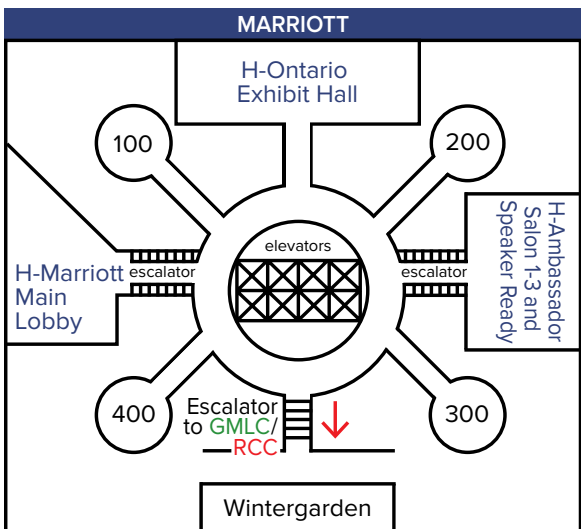 MARRIOTT
H-Ontario
Exhibit Hall
100
200
elevators
H-Marriott
Main
Lobby
escalator
escalator
H-Ambassador
Salon 1-3 and
Speaker Ready
400
Escalator
to GMLC/
RCC
300
Wintergarden